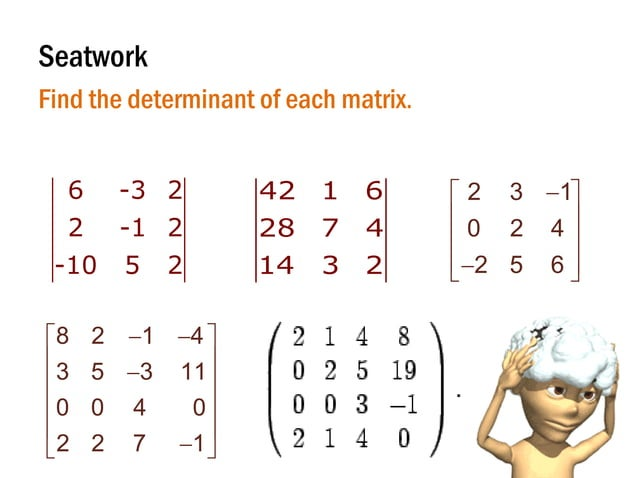 Seatwork
Find the determinant of each matrix.
6 -3 2
2 -1 2
-10 5 2
42 1 6
28 7 4
14 3 2
2 3 −1
0 2 4
−2 5 6
8 2 −1 −4
3 5 −3 11
0 0 4 0
2 2 7 −1
2 1 4 8
0 2 5 19
0 0 3 −1
2 1 4 0
.